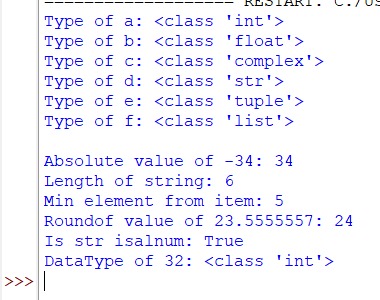 =================== RESTART: C:/Us
Type of a: <class 'int'>
Type of b: <class 'float'>
Type of c: <class 'complex'>
Type of d: <class 'str'>
Type of e: <class 'tuple'>
Type of f: <class 'list'>
Absolute value of -34: 34
Length of string: 6
Min element from item: 5
Roundof value of 23.5555557: 24
Is str isalnum: True
DataType of 32: <class 'int'>
>>>